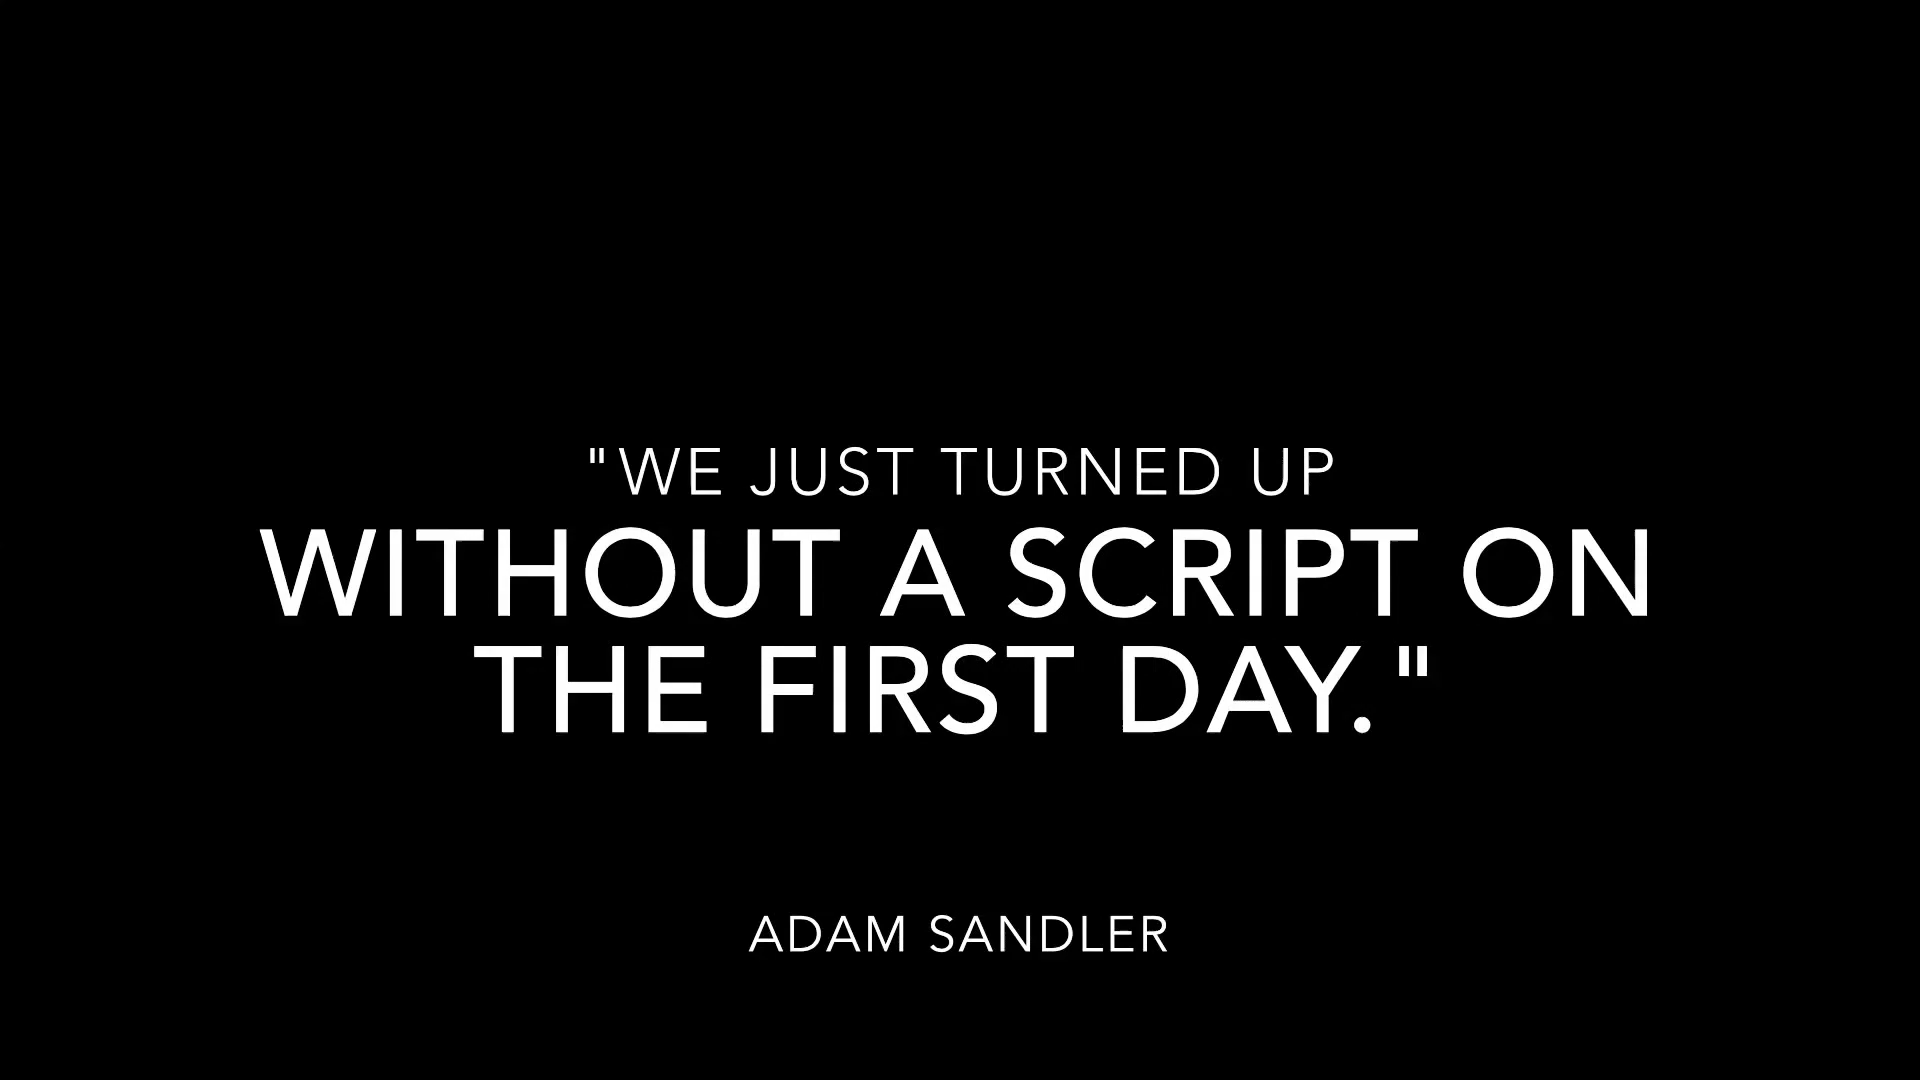 "WE JUST TURNED UP
WITHOUT A SCRIPT ON
THE FIRST DAY."
ADAM SANDLER